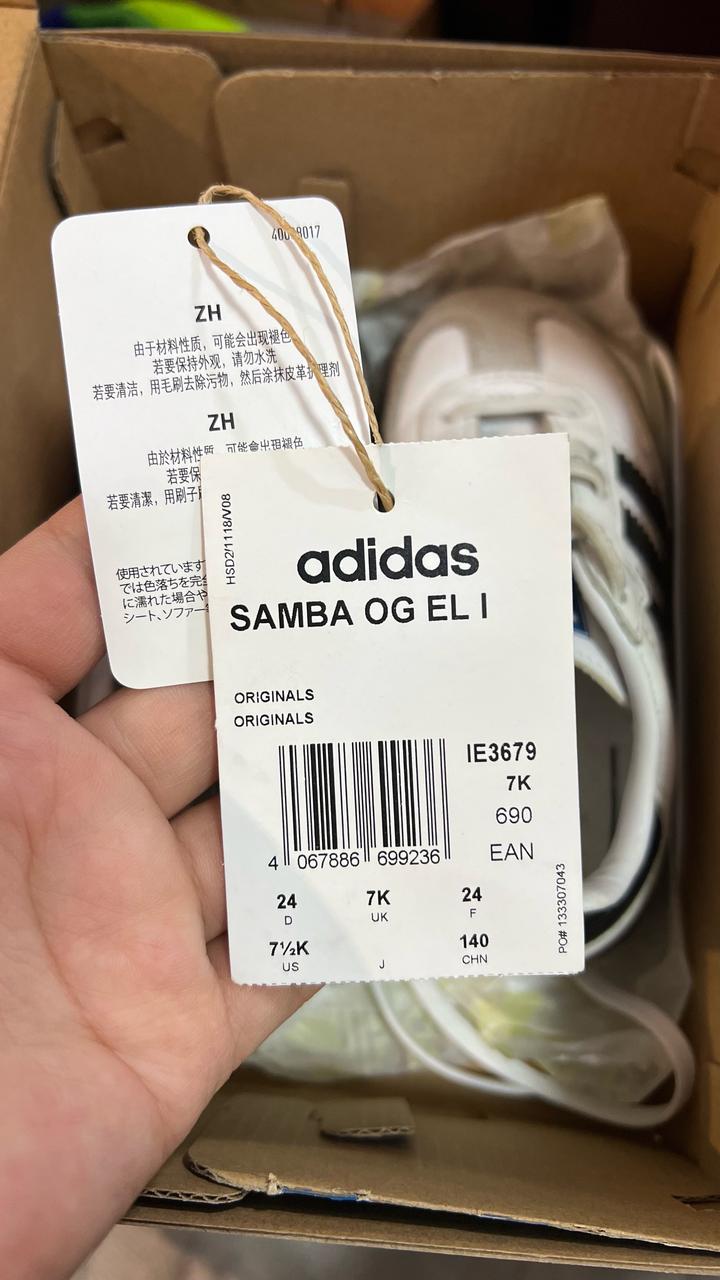 ZH
由于材料性质，可能会出现褪色
若要保持外观，请勿水洗
若要清洁，用毛刷去除污物，然后涂抹皮革护理剂
ZH
由於材料性質，可能會出現褪色
若要保
若要清潔，用刷子
使用されています
では色落ちを完全
に濡れた場合や
シート、ソファー
HSD2/1118/V08
adidas
SAMBA OG EL I
ORIGINALS
ORIGINALS
IE3679
7K
690
EAN
4 067886 699236
24 7K 24
D UK F
7½K 140
US J CHN
PO# 133307043